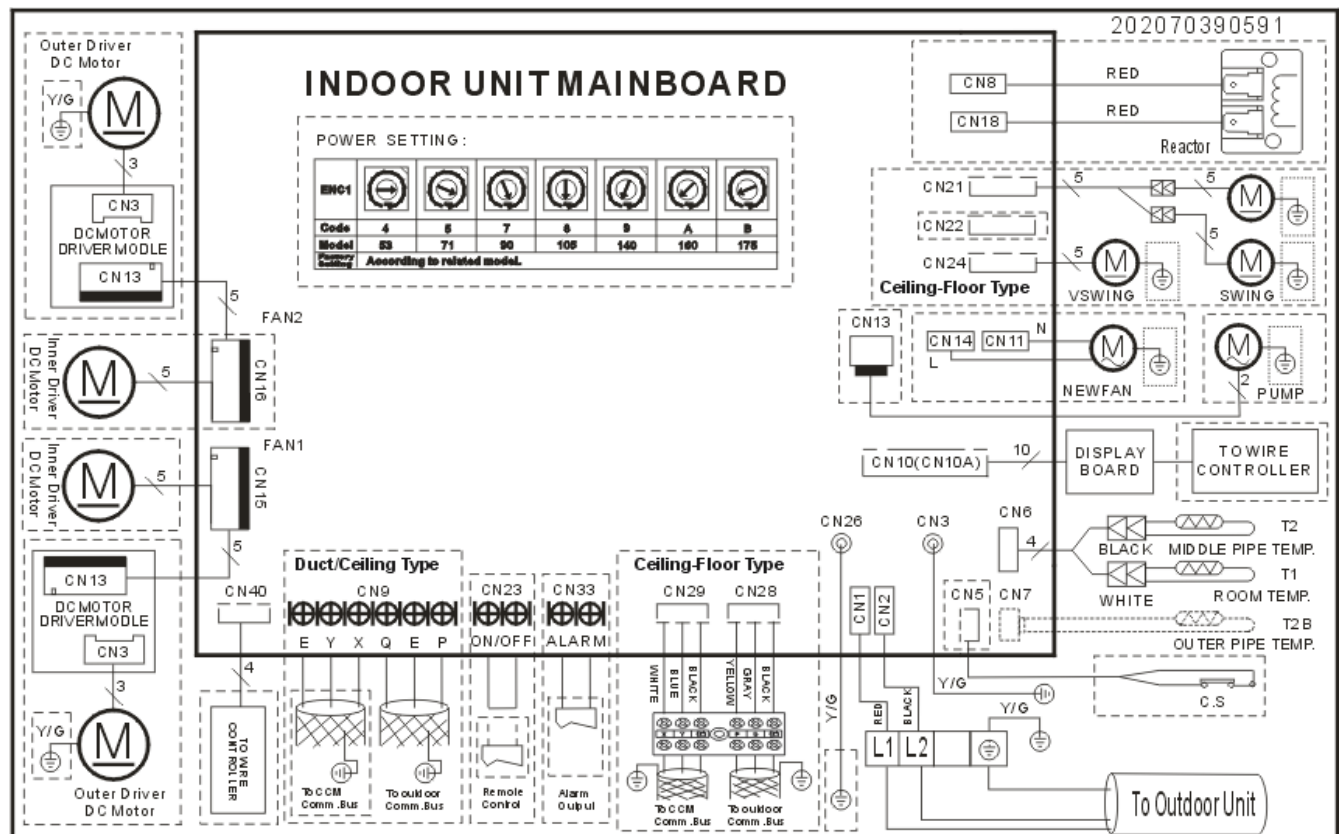 202070390591
Outer Driver
DC Motor
Y/G
M
3
CN3
DCMOTOR
DRIVERMODLE
CN13
5
FAN2
INDOOR UNIT MAINBOARD
POWER SETTING:
ENC1
Code 4 5 7 8 9 A B
Model 53 71 90 105 140 160 175
Factory Setting According to related model.
CN8
RED
CN18
RED
Reactor
CN21
5
5
M
CN22
5
CN24
5
M
M
Ceiling-Floor Type
VSWING
SWING
CN13
CN14
CN11
N
L
M
NEWFAN
M
2
PUMP
Inner Driver
DC Motor
M
5
CN16
FAN1
Inner Driver
DC Motor
M
5
CN15
5
CN10(CN10A)
10
DISPLAY
BOARD
TO WIRE
CONTROLLER
CN13
DCMOTOR
DRIVERMODLE
CN3
3
Y/G
M
Outer Driver
DC Motor
CN40
4
TO WIRE
CONTROLLER
Duct/Ceiling Type
CN9
E Y X Q E P
To CCM
Comm.Bus
To outdoor
Comm.Bus
CN23
ON/OFF
Remote
Control
CN33
ALARM
Alarm
Output
Ceiling-Floor Type
CN29
CN28
WHITE
BLUE
BLACK
YELLOW
GRAY
BLACK
To CCM
Comm.Bus
To outdoor
Comm.Bus
CN26
Y/G
CN3
Y/G
CN1
CN2
RED
BLACK
L1
L2
Y/G
To Outdoor Unit
CN6
4
BLACK
T2
MIDDLE PIPE TEMP.
WHITE
T1
ROOM TEMP.
CN5
CN7
T2B
OUTER PIPE TEMP.
C.S